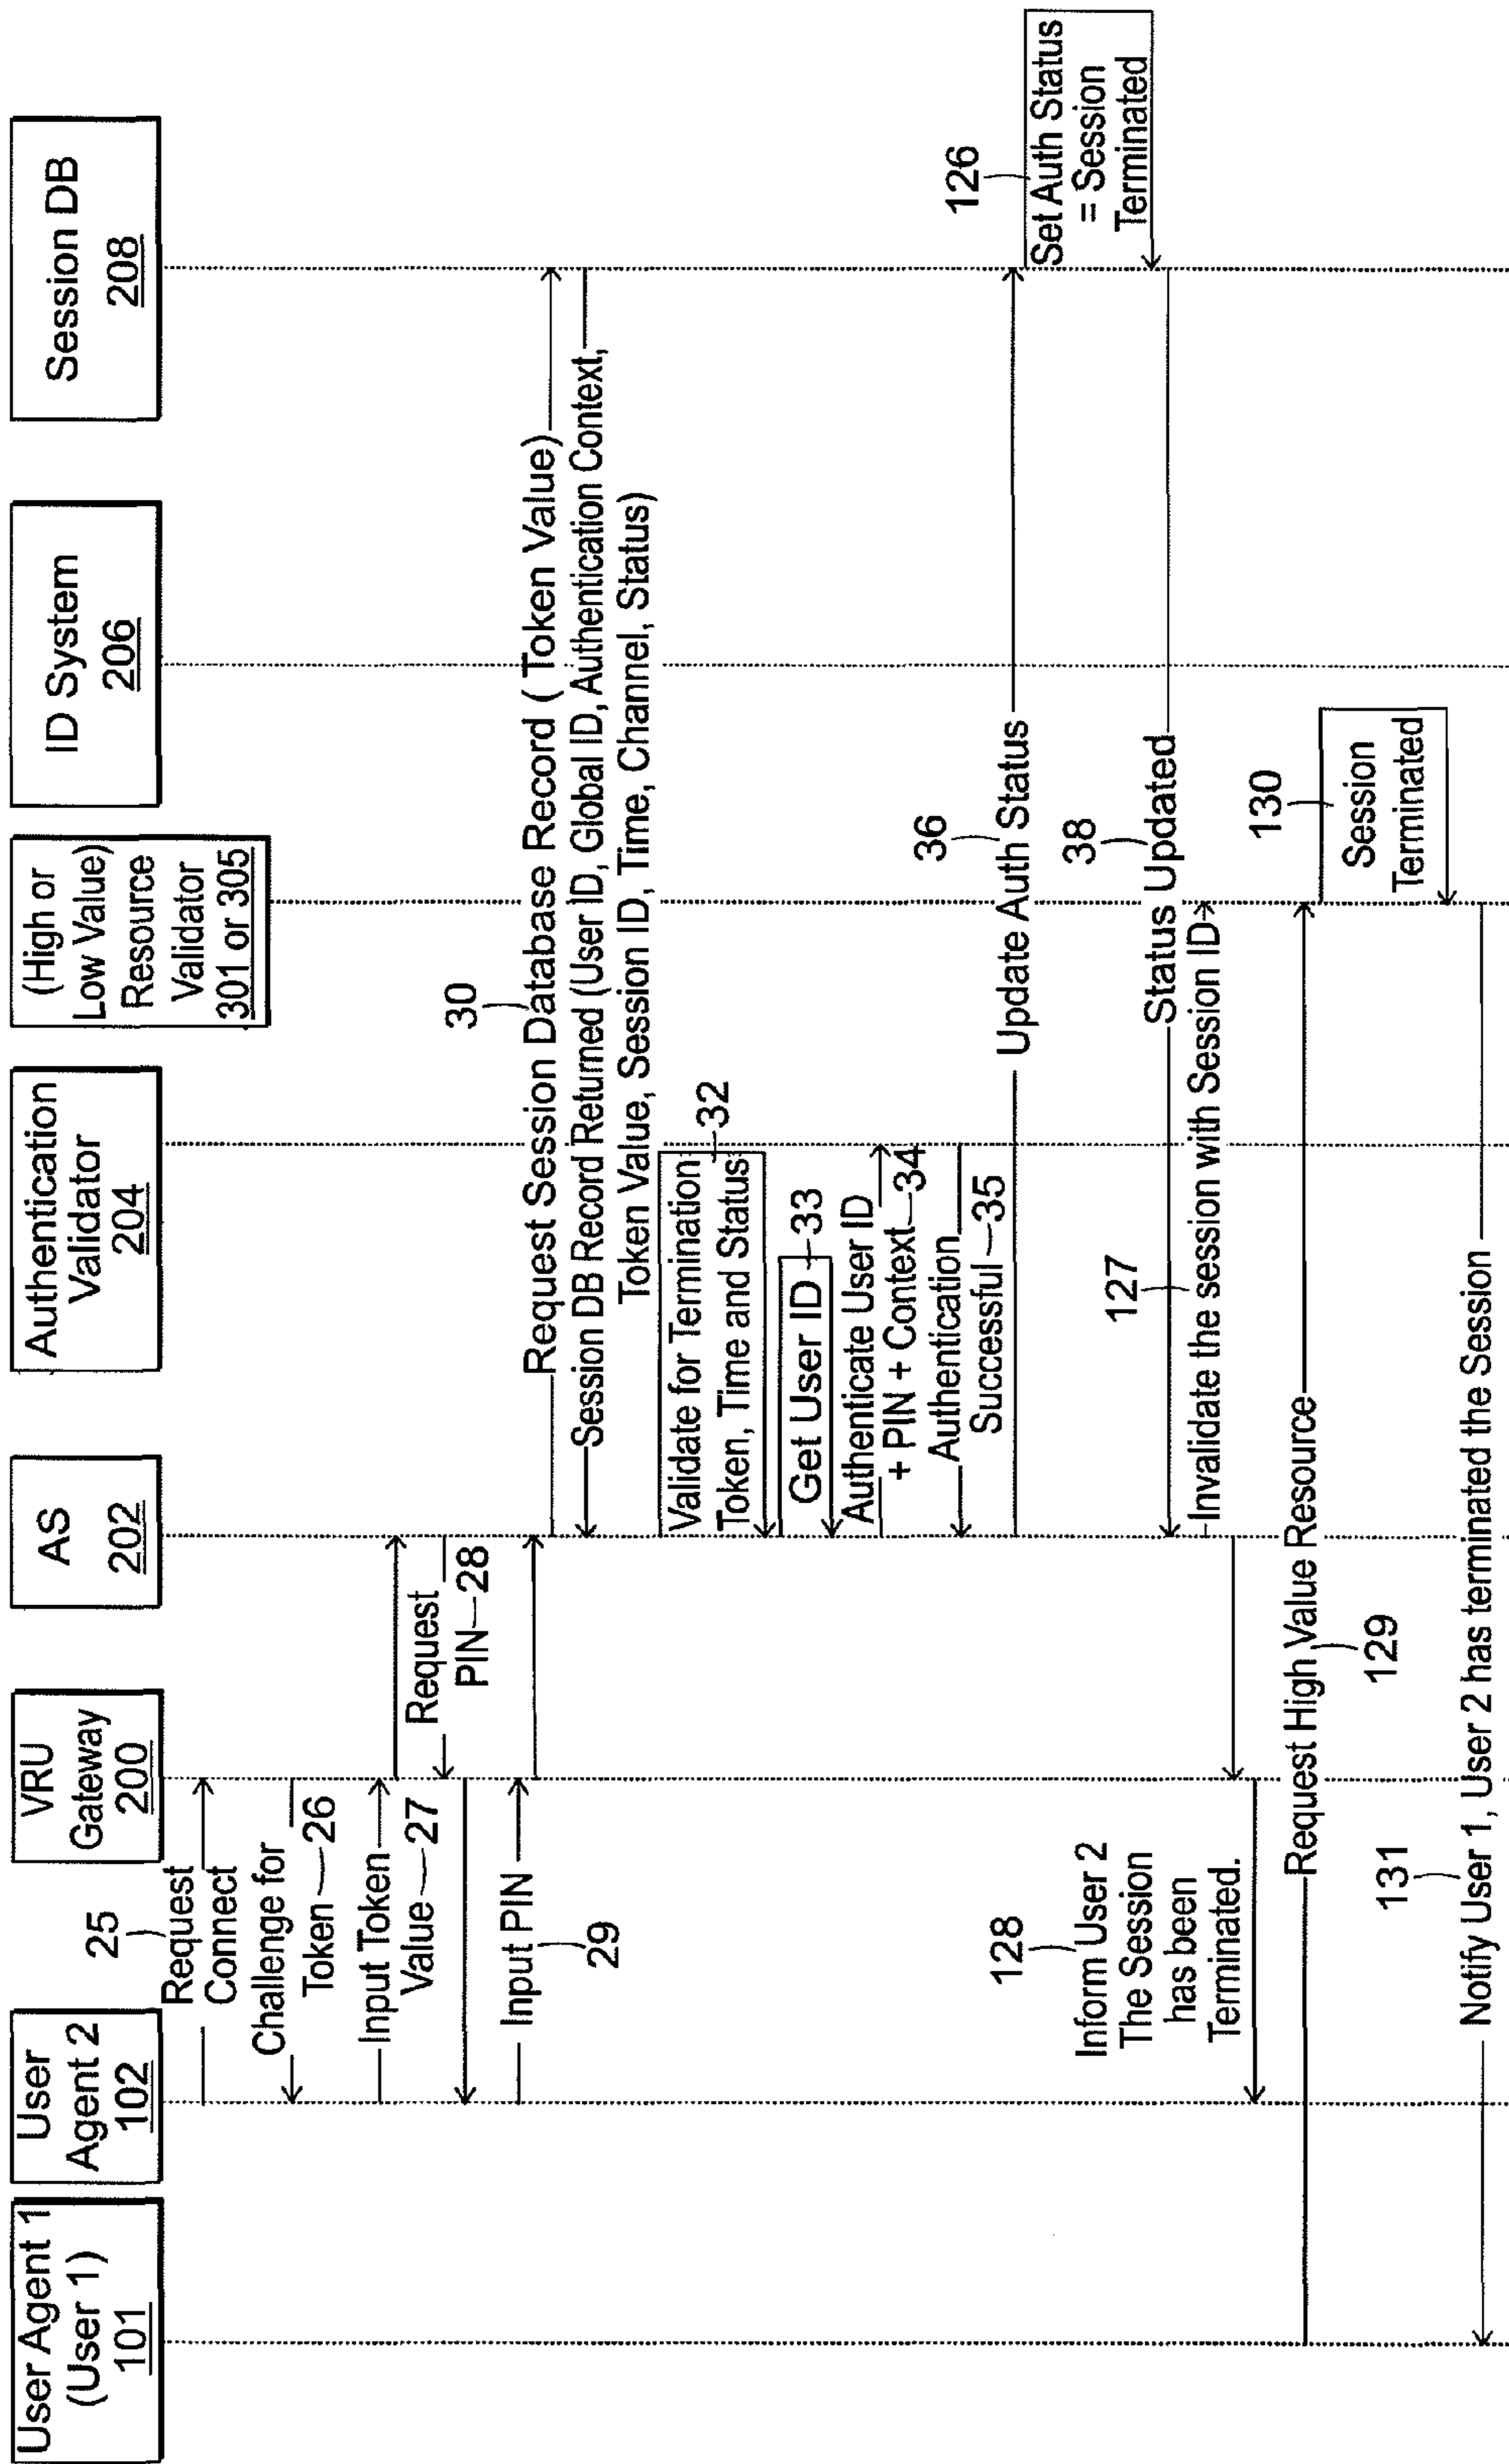 User Agent 1
(User 1)
101
User
Agent 2
102
VRU
Gateway
200
AS
202
Authentication
Validator
204
(High or
Low Value)
Resource
Validator
301 or 305
ID System
206
Session DB
208
25
Request
Connect
Challenge for
Token 26
Input Token
Value 27
Request
PIN 28
Input PIN
29
30
Request Session Database Record ( Token Value)
Session DB Record Returned (User ID, Global ID, Authentication Context,
Token Value, Session ID, Time, Channel, Status)
Validate for Termination
Token, Time and Status
32
Get User ID 33
Authenticate User ID
+ PIN + Context 34
Authentication
Successful 35
36
Update Auth Status
126
Set Auth Status
= Session
Terminated
38
Status Updated
127
Invalidate the session with Session ID
128
Inform User 2
The Session
has been
Terminated.
Request High Value Resource
129
130
Session
Terminated
131
Notify User 1, User 2 has terminated the Session